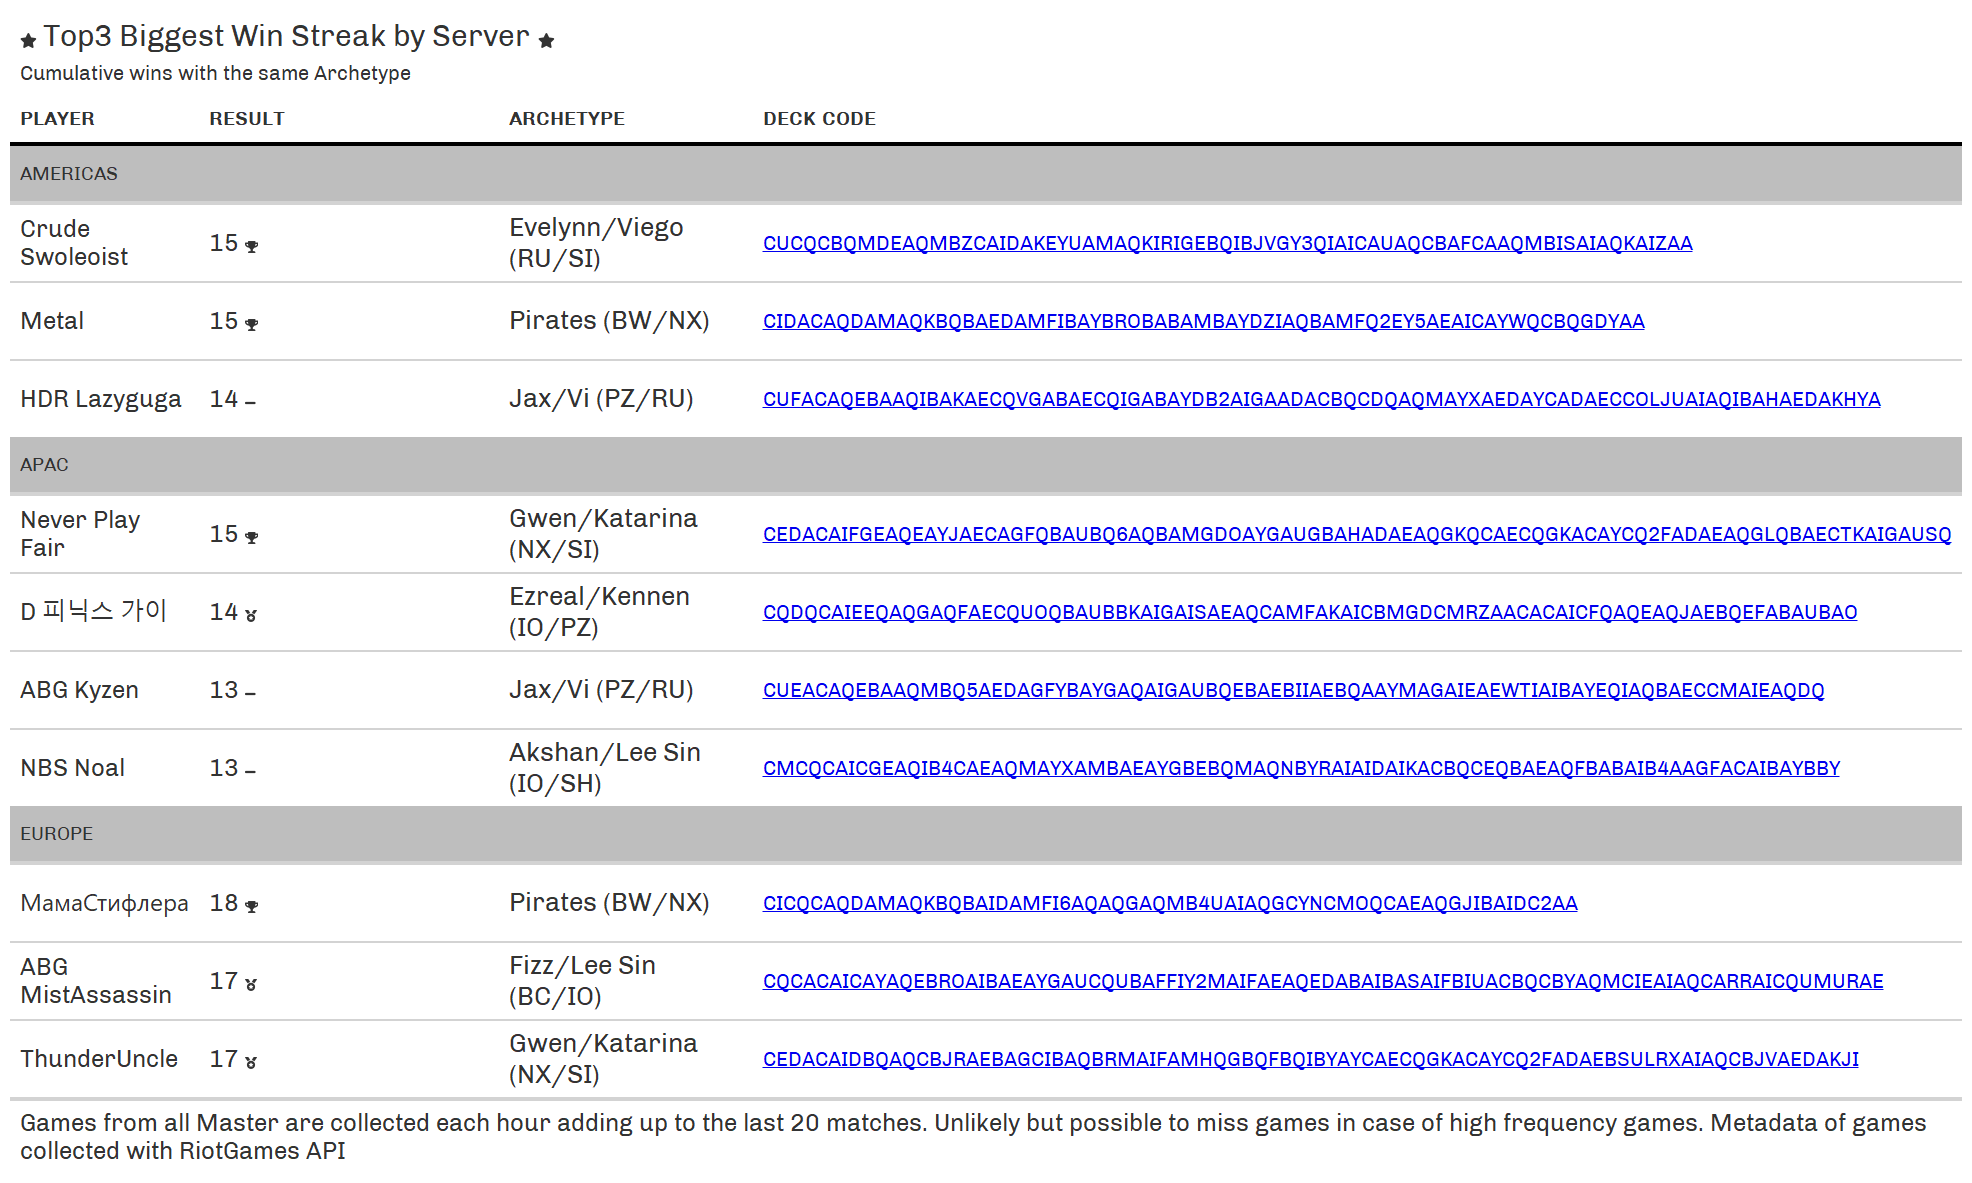 ★ Top3 Biggest Win Streak by Server ★
Cumulative wins with the same Archetype
PLAYER RESULT ARCHETYPE DECK CODE
AMERICAS
Crude Swoleoist 15 Evelynn/Viego (RU/SI) CUCQCBQMDEAQMBZCAIDAKEYUAMAQKIRIGEBQIBJVGY3QIAICAUAQCBAFCAAQMBISAIAQKAIZAA
Metal 15 Pirates (BW/NX) CIDACAQDAMAQKBQBAEDAMFIBAYBROBABAMBAYDZIAQBAMFQ2EY5AEAICAYWQCBQGDYAA
HDR Lazyguga 14 – Jax/Vi (PZ/RU) CUFACAQEBAAQIBAKAECQVGABAECQIGABAYDB2AIGAADACBQCDQAQMAYXAEDAYCADAECCOLJUAIAQIBAHAEDAKHYA
APAC
Never Play Fair 15 Gwen/Katarina (NX/SI) CEDACAIFGEAQEAYJAECAGFQBAUBQ6AQBAMGDOAYGAUGBAHADAEAQGKQCAECQGKACAYCQ2FADAEAQGLQBAECTKAIGAUSQ
D 피닉스 가이 14 Ezreal/Kennen (IO/PZ) CQDQCAIEEQAQGAQFAECQUOQBAUBBKAIGAISAEAQCAMFAKAICBMGDCMRZAACACAICFQAQEAQJAEBQEFABAUBAO
ABG Kyzen 13 – Jax/Vi (PZ/RU) CUEACAQEBAAQMBQ5AEDAGFYBAYGAQAIGAUBQEBAEBIIAEBQAAYMAGAIEAEWTIAIBAYEQIAQBAECCMAIEAQDQ
NBS Noal 13 – Akshan/Lee Sin (IO/SH) CMCQCAICGEAQIB4CAEAQMAYXAMBAEAYGBEBQMAQNBYRAIAIDAIKACBQCEQBAEAQFBABAIB4AAGFACAIBAYBBY
EUROPE
МамаСтифлера 18 Pirates (BW/NX) CICQCAQDAMAQKBQBAIDAMFI6AQAQGAQMB4UAIAQGCYNCMOQCAEAQGJIBAIDC2AA
ABG MistAssassin 17 Fizz/Lee Sin (BC/IO) CQCACAICAYAQEBROAIBAEAYGAUCQUBAFFIY2MAIFAEAQEDABAIBASAIFBIUACBQCBYAQMCIEAIAQCARRAICQUMURAE
ThunderUncle 17 Gwen/Katarina (NX/SI) CEDACAIDBQAQCBJRAEBAGCIBAQBRMAIFAMHQGBQFBQIBYAYCAECQGKACAYCQ2FADAEBSULRXAIAQCBJVAEDAKJI
Games from all Master are collected each hour adding up to the last 20 matches. Unlikely but possible to miss games in case of high frequency games. Metadata of games
collected with RiotGames API